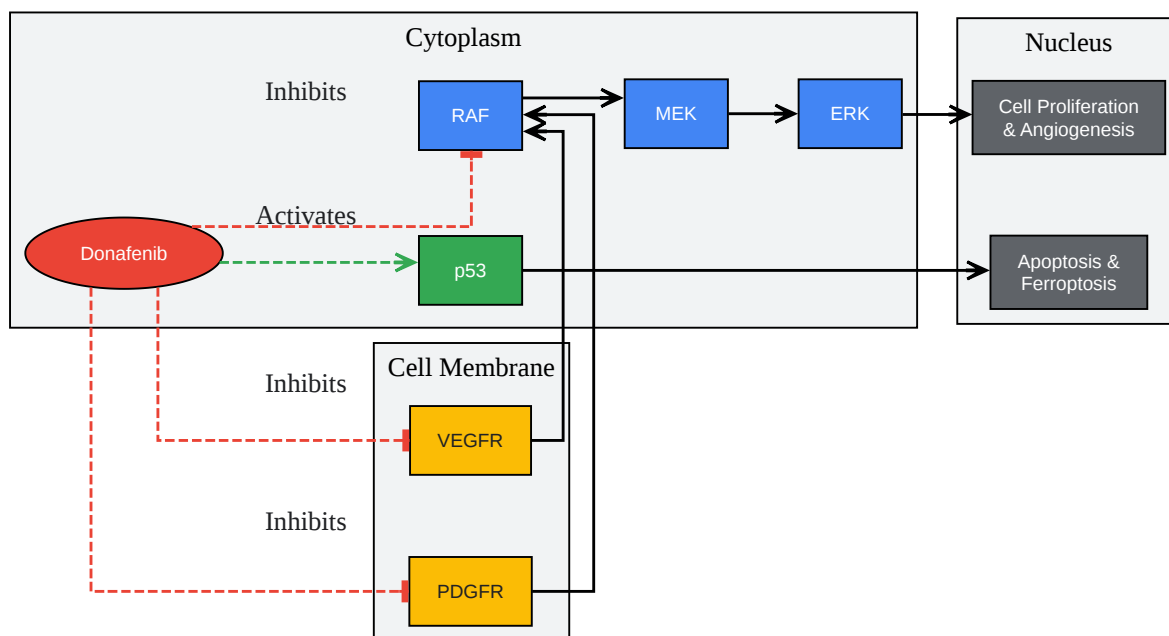 Cytoplasm
Nucleus
Inhibits
RAF
MEK
ERK
Cell Proliferation
& Angiogenesis
Activates
Donafenib
p53
Apoptosis &
Ferroptosis
Cell Membrane
Inhibits
VEGFR
Inhibits
PDGFR